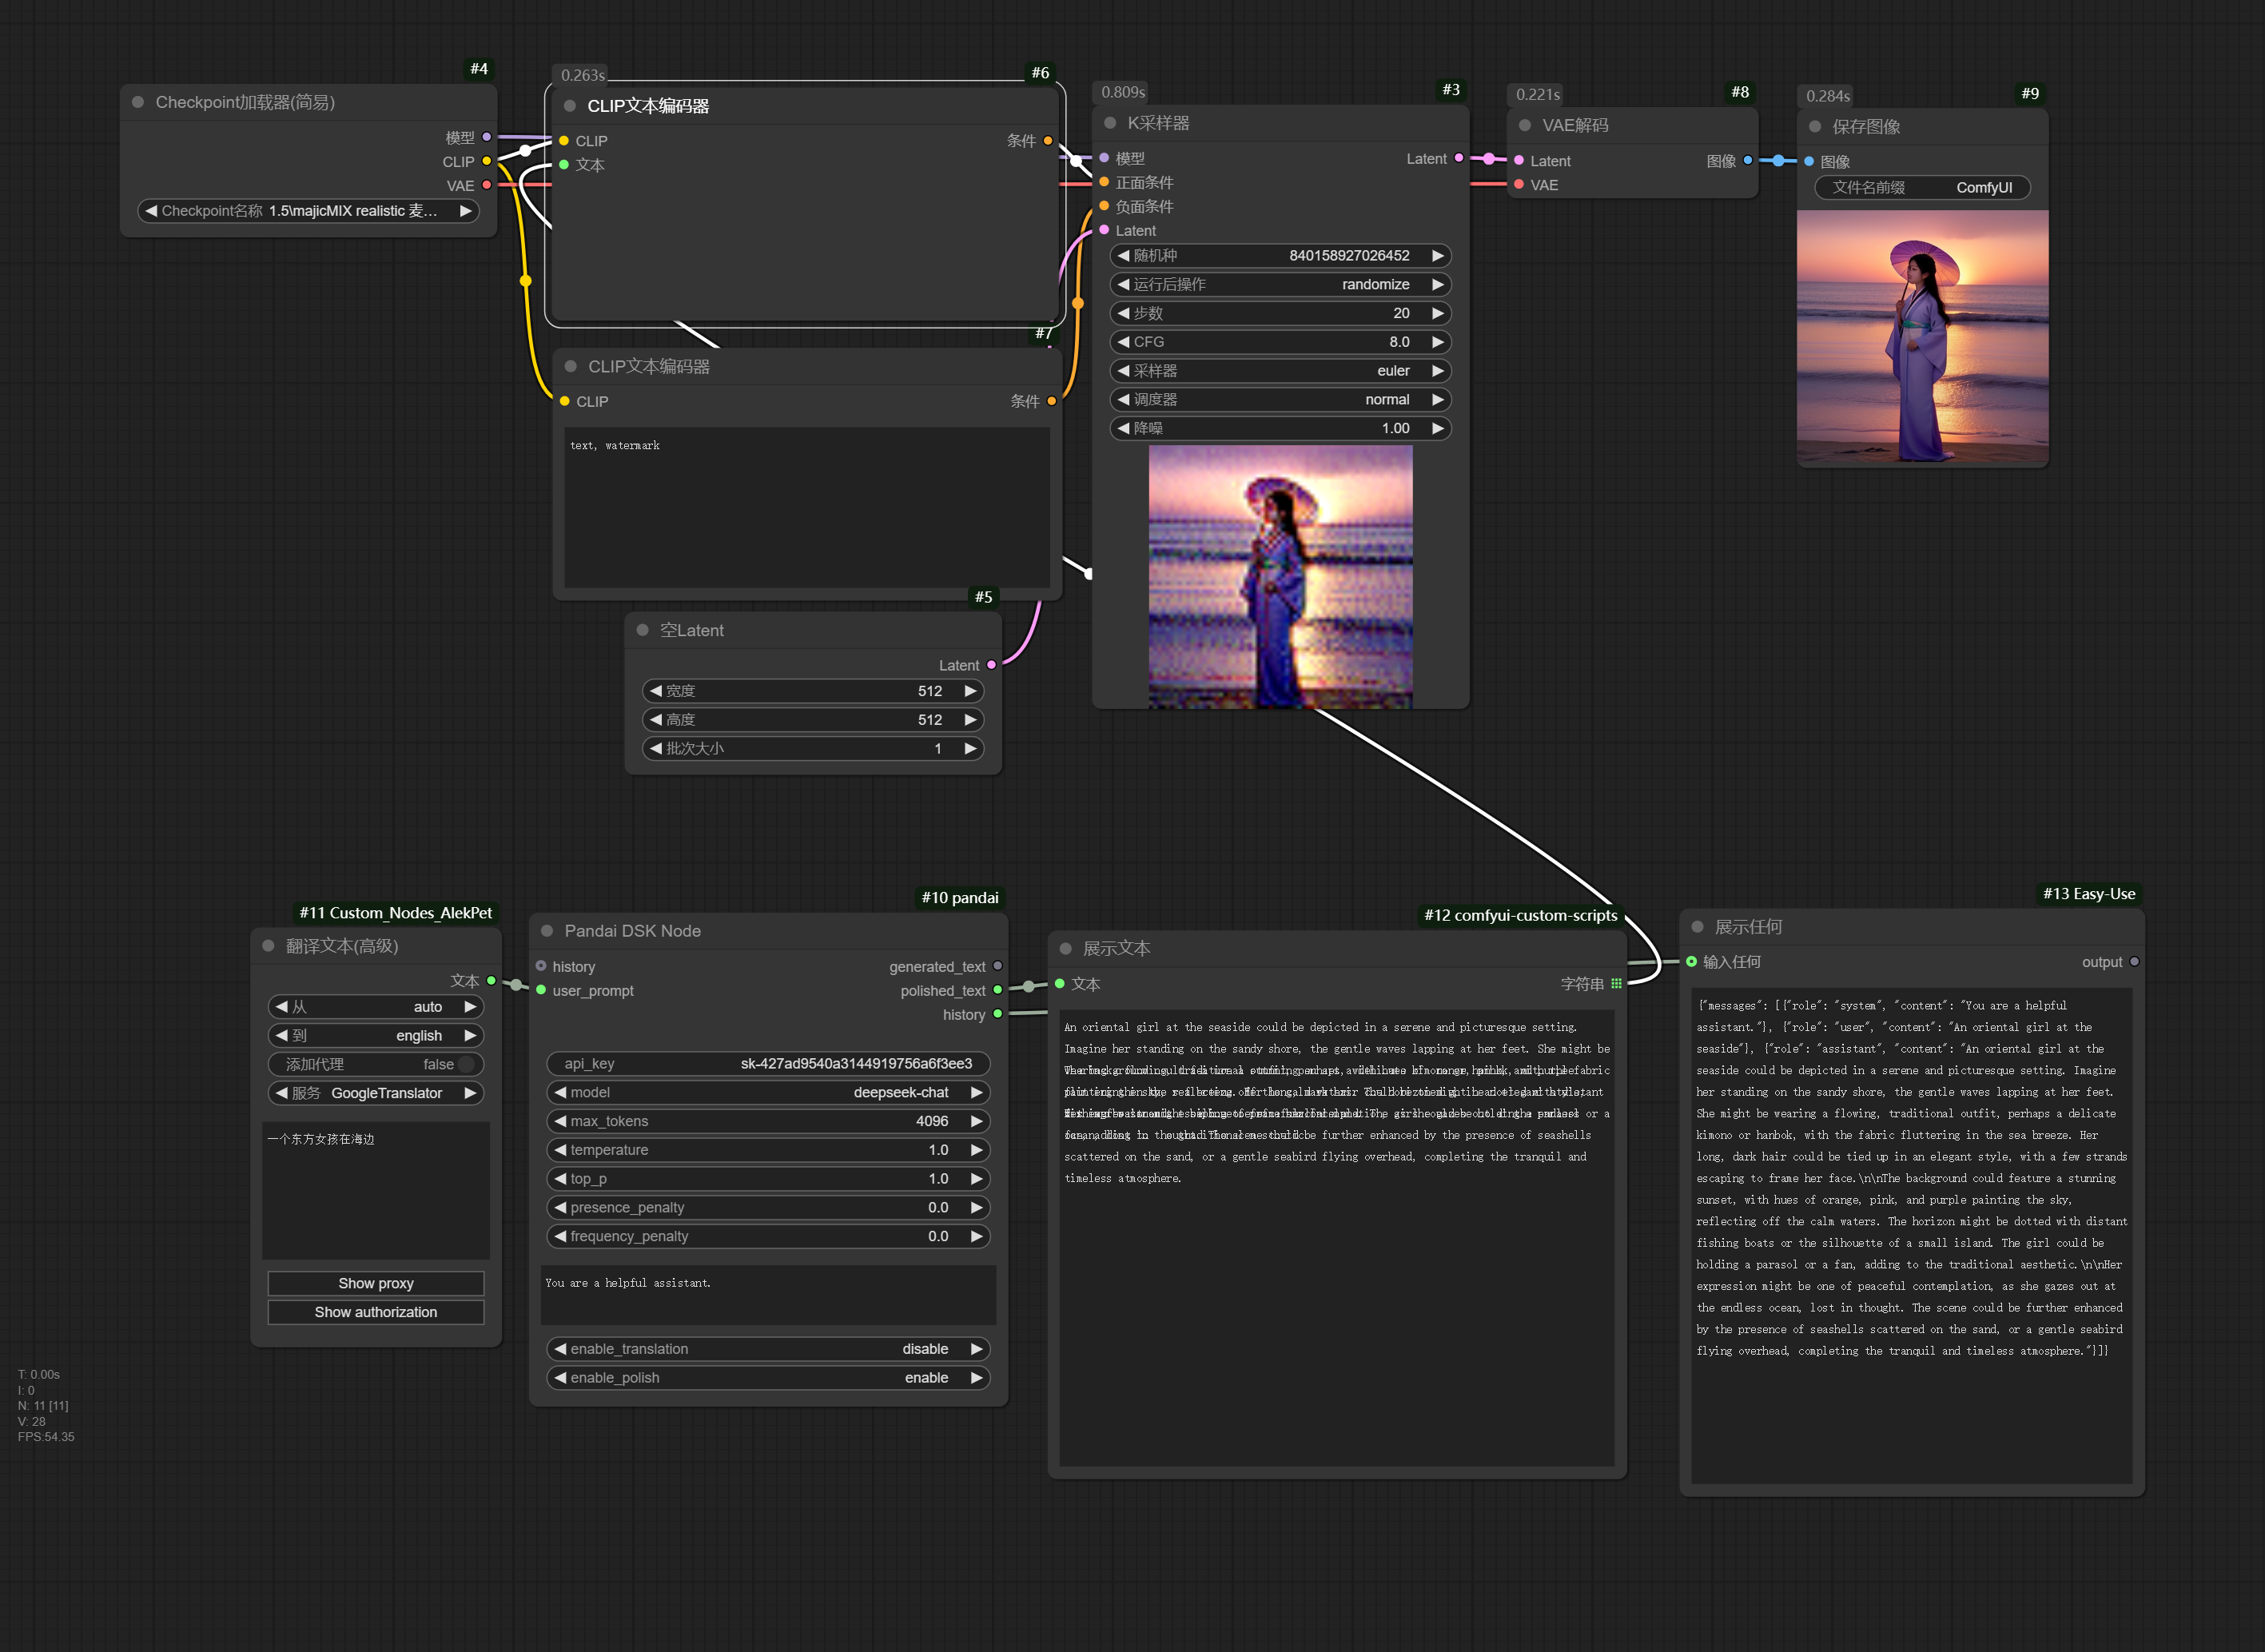 #4
Checkpoint加载器(简易)
模型
CLIP
VAE
Checkpoint名称 1.5\majicMIX realistic 麦...
0.263s
#6
CLIP文本编码器
CLIP
条件
文本
#7
CLIP文本编码器
CLIP
条件
text, watermark
#5
空Latent
Latent
宽度 512
高度 512
批次大小 1
0.809s
#3
K采样器
模型
Latent
正面条件
负面条件
Latent
随机种 840158927026452
运行后操作 randomize
步数 20
CFG 8.0
采样器 euler
调度器 normal
降噪 1.00
0.221s
#8
VAE解码
Latent
图像
VAE
0.284s
#9
保存图像
图像
文件名前缀 ComfyUI
#11 Custom_Nodes_AlekPet
翻译文本(高级)
文本
从 auto
到 english
添加代理 false
服务 GoogleTranslator
一个东方女孩在海边
Show proxy
Show authorization
#10 pandai
Pandai DSK Node
history
generated_text
user_prompt
polished_text
history
api_key sk-427ad9540a3144919756a6f3ee3
model deepseek-chat
max_tokens 4096
temperature 1.0
top_p 1.0
presence_penalty 0.0
frequency_penalty 0.0
You are a helpful assistant.
enable_translation disable
enable_polish enable
#12 comfyui-custom-scripts
展示文本
文本
字符串
An oriental girl at the seaside could be depicted in a serene and picturesque setting.
Imagine her standing on the sandy shore, the gentle waves lapping at her feet. She might be
could be further enhanced by the presence of seashells
scattered on the sand, or a gentle seabird flying overhead, completing the tranquil and
timeless atmosphere.
#13 Easy-Use
展示任何
输入任何
output
{"messages": [{"role": "system", "content": "You are a helpful
assistant."}, {"role": "user", "content": "An oriental girl at the
seaside"}, {"role": "assistant", "content": "An oriental girl at the
seaside could be depicted in a serene and picturesque setting. Imagine
her standing on the sandy shore, the gentle waves lapping at her feet.
She might be wearing a flowing, traditional outfit, perhaps a delicate
kimono or hanbok, with the fabric fluttering in the sea breeze. Her
long, dark hair could be tied up in an elegant style, with a few strands
escaping to frame her face.\n\nThe background could feature a stunning
sunset, with hues of orange, pink, and purple painting the sky,
reflecting off the calm waters. The horizon might be dotted with distant
fishing boats or the silhouette of a small island. The girl could be
holding a parasol or a fan, adding to the traditional aesthetic.\n\nHer
expression might be one of peaceful contemplation, as she gazes out at
the endless ocean, lost in thought. The scene could be further enhanced
by the presence of seashells scattered on the sand, or a gentle seabird
flying overhead, completing the tranquil and timeless atmosphere."}]}
T: 0.00s
I: 0
N: 11 [11]
V: 28
FPS:54.35